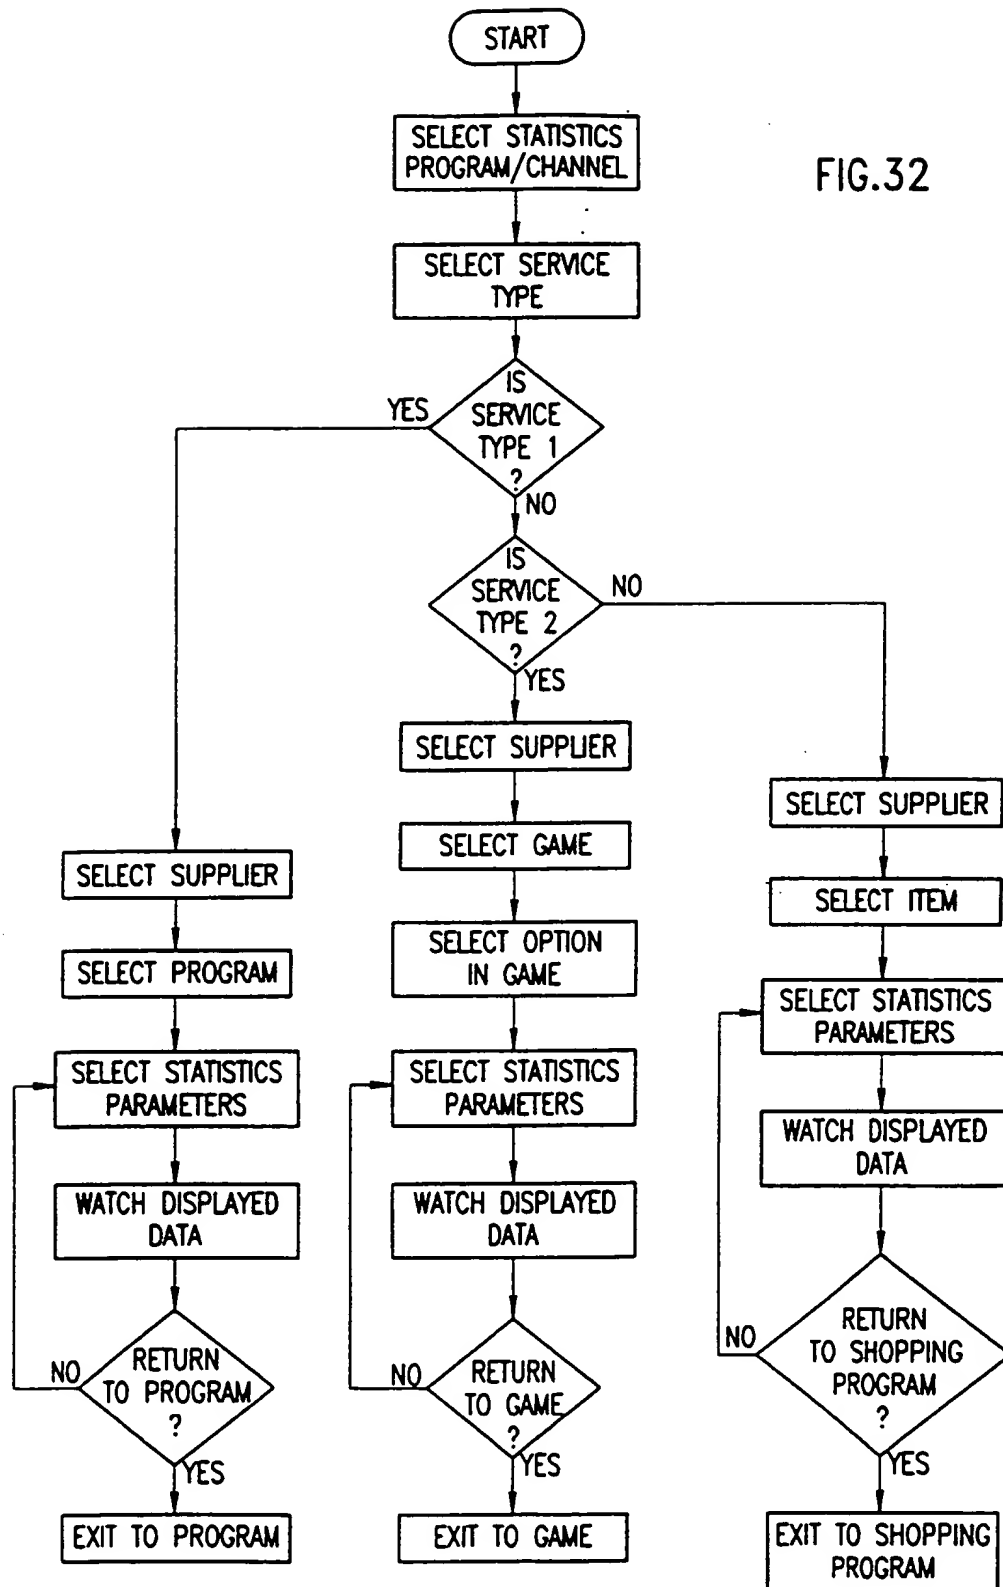 START
SELECT STATISTICS
PROGRAM/CHANNEL
FIG.32
SELECT SERVICE
TYPE
IS
SERVICE
TYPE 1
?
YES
NO
IS
SERVICE
TYPE 2
?
NO
YES
SELECT SUPPLIER
SELECT PROGRAM
SELECT STATISTICS
PARAMETERS
WATCH DISPLAYED
DATA
RETURN
TO PROGRAM
?
NO
YES
EXIT TO PROGRAM
SELECT SUPPLIER
SELECT GAME
SELECT OPTION
IN GAME
SELECT STATISTICS
PARAMETERS
WATCH DISPLAYED
DATA
RETURN
TO GAME
?
NO
YES
EXIT TO GAME
SELECT SUPPLIER
SELECT ITEM
SELECT STATISTICS
PARAMETERS
WATCH DISPLAYED
DATA
RETURN
TO SHOPPING
PROGRAM
?
NO
YES
EXIT TO SHOPPING
PROGRAM